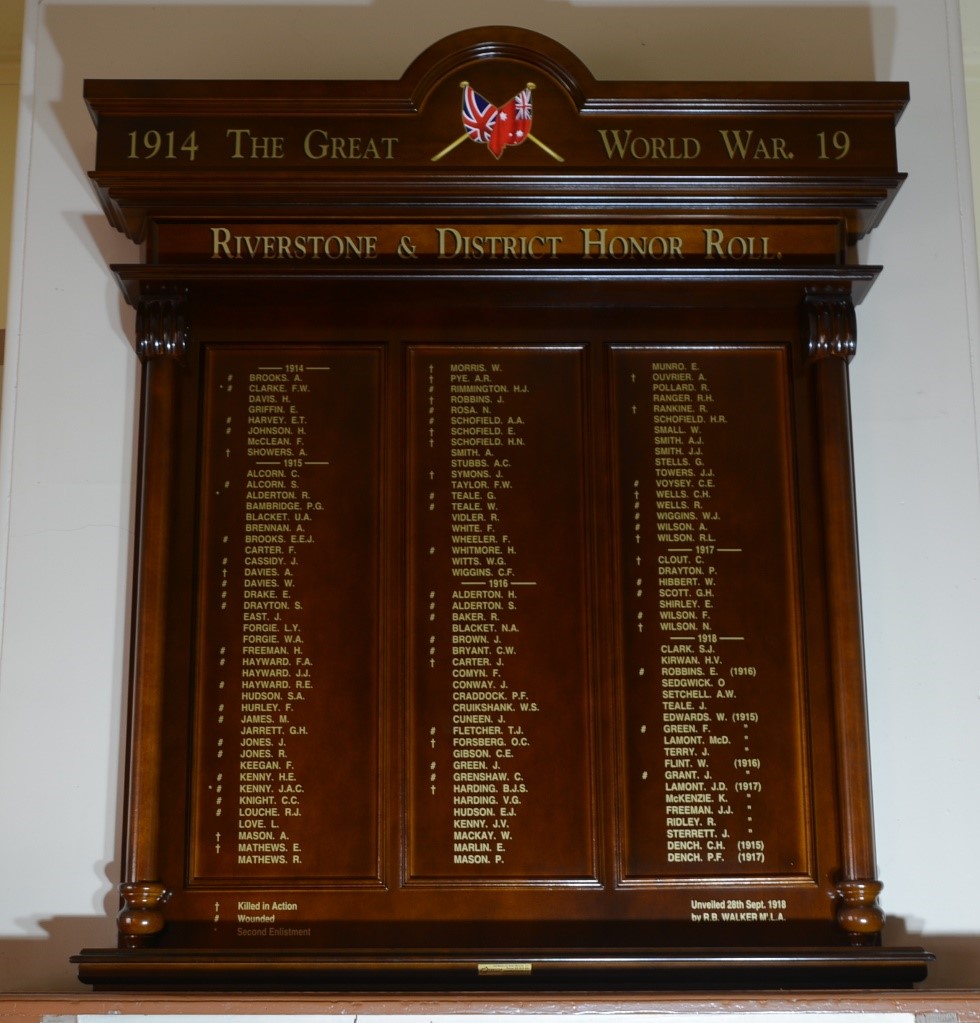 1914 THE GREAT WORLD WAR. 19
RIVERSTONE & DISTRICT HONOR ROLL.
1914
# BROOKS. A.
* # CLARKE. F.W.
DAVIS. H.
GRIFFIN. E.
# HARVEY. E.T.
# JOHNSON. H.
McCLEAN. F.
† SHOWERS. A.
1915
ALCORN. C.
# ALCORN. S.
* ALDERTON. R.
BAMBRIDGE. P.G.
BLACKET. U.A.
BRENNAN. A.
# BROOKS. E.E.J.
CARTER. F.
# CASSIDY. J.
† DAVIES. A.
# DAVIES. W.
# DRAKE. E.
# DRAYTON. S.
EAST. J.
FORGIE. L.Y.
FORGIE. W.A.
# FREEMAN. H.
# HAYWARD. F.A.
HAYWARD. J.J.
# HAYWARD. R.E.
HUDSON. S.A.
# HURLEY. F.
# JAMES. M.
JARRETT. G.H.
# JONES. J.
# JONES. R.
KEEGAN. F.
# KENNY. H.E.
* # KENNY. J.A.C.
# KNIGHT. C.C.
# LOUCHE. R.J.
LOVE. L.
† MASON. A.
† MATHEWS. E.
MATHEWS. R.
† MORRIS. W.
† PYE. A.R.
# RIMMINGTON. H.J.
† ROBBINS. J.
# ROSA. N.
# SCHOFIELD. A.A.
† SCHOFIELD. E.
† SCHOFIELD. H.N.
SMITH. A.
STUBBS. A.C.
† SYMONS. J.
TAYLOR. F.W.
# TEALE. G.
# TEALE. W.
VIDLER. R.
WHITE. F.
WHEELER. F.
# WHITMORE. H.
WITTS. W.G.
WIGGINS. C.F.
1916
# ALDERTON. H.
# ALDERTON. S.
# BAKER. R.
BLACKET. N.A.
# BROWN. J.
# BRYANT. C.W.
† CARTER. J.
COMYN. F.
CONWAY. J.
CRADDOCK. P.F.
CRUIKSHANK. W.S.
CUNEEN. J.
# FLETCHER. T.J.
† FORSBERG. O.C.
GIBSON. C.E.
# GREEN. J.
# GRENSHAW. C.
† HARDING. B.J.S.
HARDING. V.G.
HUDSON. E.J.
KENNY. J.V.
MACKAY. W.
MARLIN. E.
MASON. P.
MUNRO. E.
† OUVRIER. A.
POLLARD. R.
RANGER. R.H.
† RANKINE. R.
SCHOFIELD. H.R.
SMALL. W.
SMITH. A.J.
SMITH. J.J.
STELLS. G.
TOWERS. J.J.
# VOYSEY. C.E.
† WELLS. C.H.
# WELLS. R.
# WIGGINS. W.J.
# WILSON. A.
† WILSON. R.L.
1917
† CLOUT. C.
DRAYTON. P.
# HIBBERT. W.
# SCOTT. G.H.
SHIRLEY. E.
# WILSON. F.
† WILSON. N.
1918
CLARK. S.J.
KIRWAN. H.V.
# ROBBINS. E. (1916)
SEDGWICK. O
SETCHELL. A.W.
TEALE. J.
EDWARDS. W. (1915)
# GREEN. F. "
LAMONT. McD. "
TERRY. J. "
FLINT. W. (1916)
# GRANT. J. "
LAMONT. J.D. (1917)
McKENZIE. K. "
FREEMAN. J.J. "
RIDLEY. R. "
STERRETT. J. "
DENCH. C.H. (1915)
DENCH. P.F. (1917)
† Killed in Action
# Wounded
* Second Enlistment
Unveiled 28th Sept. 1918
by R.B. WALKER M'.L.A.